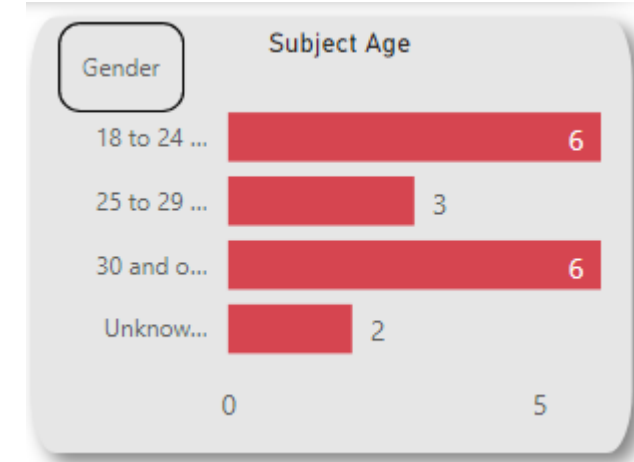 Subject Age
Gender
18 to 24 ... 6
25 to 29 ... 3
30 and o... 6
Unknow... 2
0 5